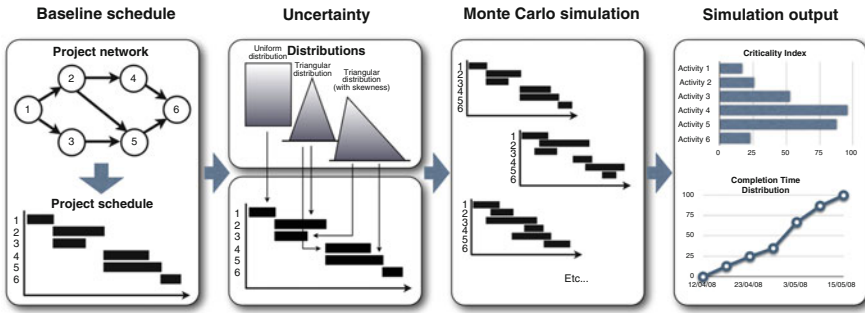 Baseline schedule
Project network
1
2
4
6
3
5
Project schedule
1
2
3
4
5
6
Uncertainty
Distributions
Uniform
distribution
Triangular
distribution
Triangular
distribution
(with skewness)
1
2
3
4
5
6
Monte Carlo simulation
1
2
3
4
5
6
1
2
3
4
5
6
1
2
3
4
5
6
Etc...
Simulation output
Criticality Index
Activity 1
Activity 2
Activity 3
Activity 4
Activity 5
Activity 6
0 25 50 75 100
Completion Time
Distribution
100
75
50
25
0
12/04/08 23/04/08 3/05/08 15/05/08